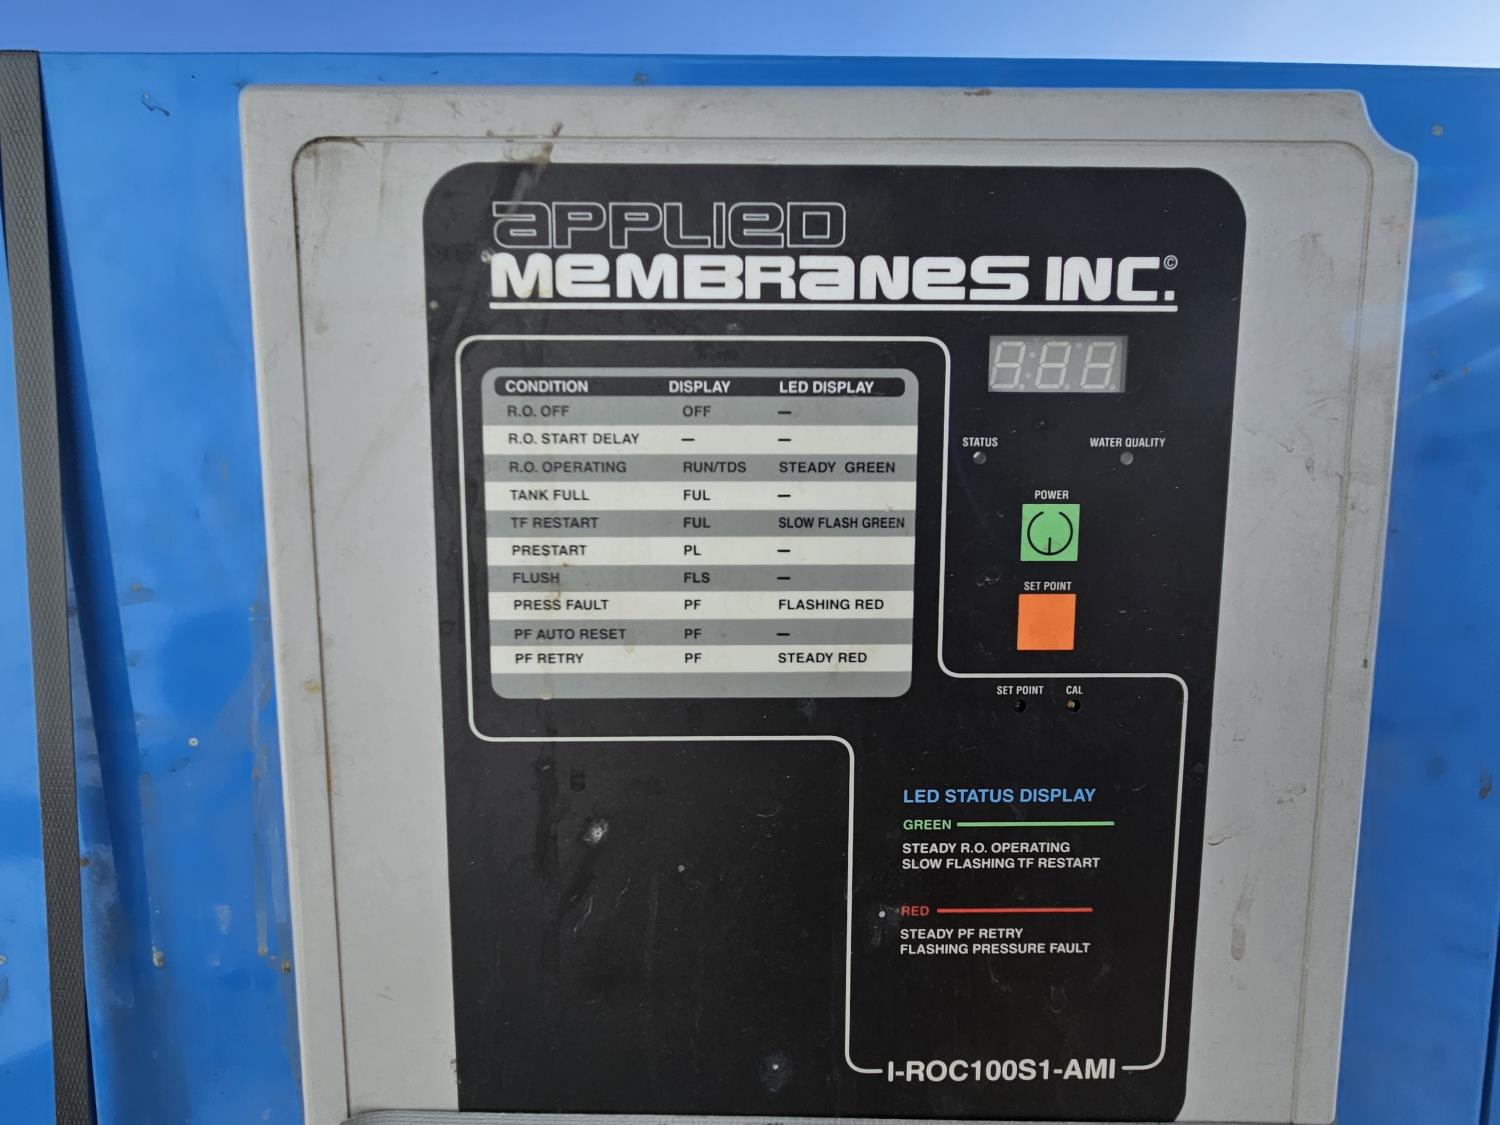 APPLIED
MEMBRANES INC.©
CONDITION DISPLAY LED DISPLAY
R.O. OFF OFF —
R.O. START DELAY — —
R.O. OPERATING RUN/TDS STEADY GREEN
TANK FULL FUL —
TF RESTART FUL SLOW FLASH GREEN
PRESTART PL —
FLUSH FLS —
PRESS FAULT PF FLASHING RED
PF AUTO RESET PF —
PF RETRY PF STEADY RED
STATUS WATER QUALITY
POWER
SET POINT
SET POINT CAL
LED STATUS DISPLAY
GREEN
STEADY R.O. OPERATING
SLOW FLASHING TF RESTART
RED
STEADY PF RETRY
FLASHING PRESSURE FAULT
I-ROC100S1-AMI